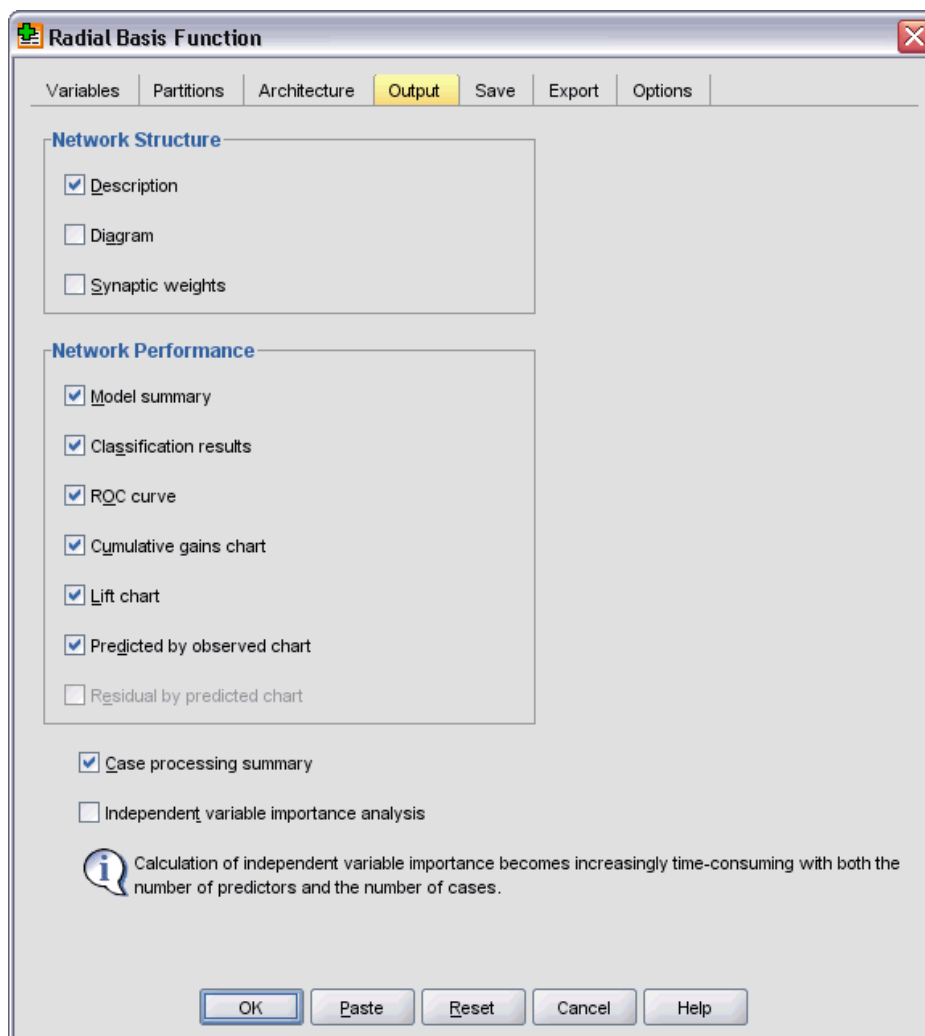 Radial Basis Function
Variables Partitions Architecture Output Save Export Options
Network Structure
Description
Diagram
Synaptic weights
Network Performance
Model summary
Classification results
ROC curve
Cumulative gains chart
Lift chart
Predicted by observed chart
Residual by predicted chart
Case processing summary
Independent variable importance analysis
Calculation of independent variable importance becomes increasingly time-consuming with both the
number of predictors and the number of cases.
OK Paste Reset Cancel Help